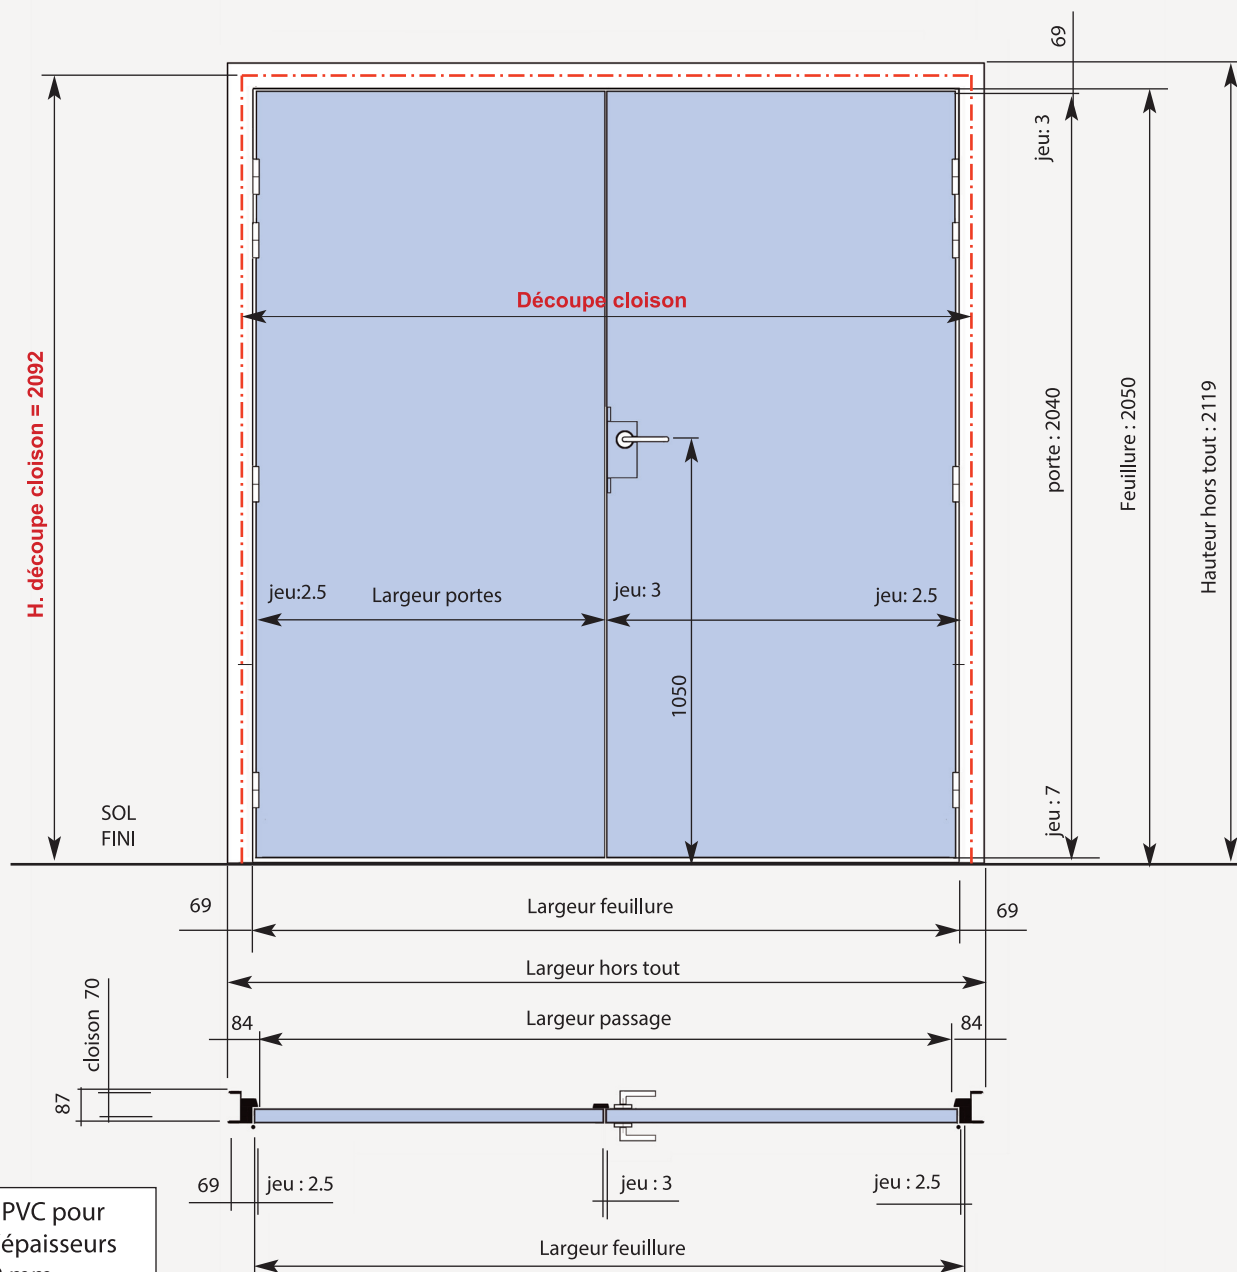 69
jeu: 3
Découpe cloison
H. découpe cloison = 2092
porte : 2040
Feuillure : 2050
Hauteur hors tout : 2119
jeu:2.5
Largeur portes
jeu: 3
jeu: 2.5
1050
jeu : 7
SOL
FINI
69
Largeur feuillure
69
Largeur hors tout
cloison 70
84
Largeur passage
84
87
69
jeu : 2.5
jeu : 3
jeu : 2.5
PVC pour
épaisseurs
Largeur feuillure